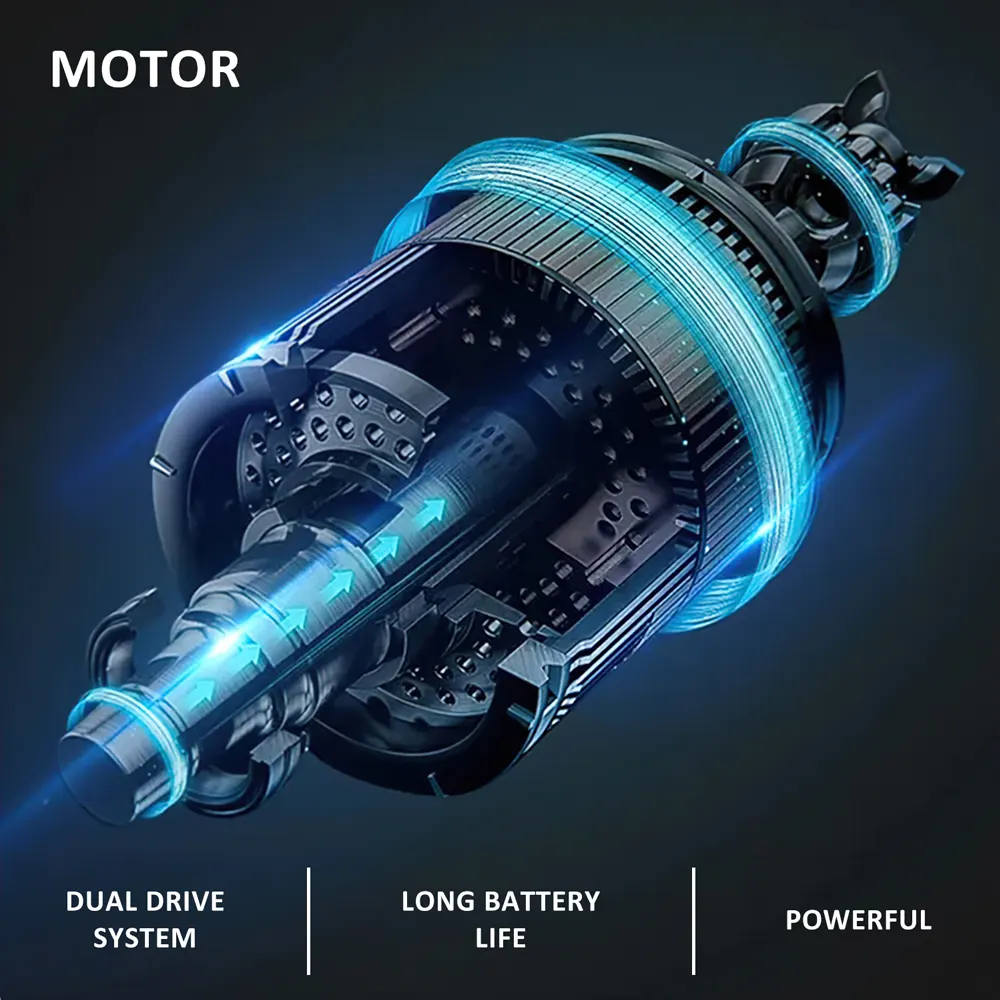 MOTOR
DUAL DRIVE
SYSTEM
LONG BATTERY
LIFE
POWERFUL